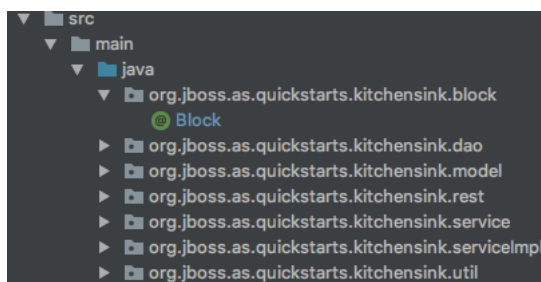 src
main
java
org.jboss.as.quickstarts.kitchensink.block
@ Block
org.jboss.as.quickstarts.kitchensink.dao
org.jboss.as.quickstarts.kitchensink.model
org.jboss.as.quickstarts.kitchensink.rest
org.jboss.as.quickstarts.kitchensink.service
org.jboss.as.quickstarts.kitchensink.serviceImpl
org.jboss.as.quickstarts.kitchensink.util